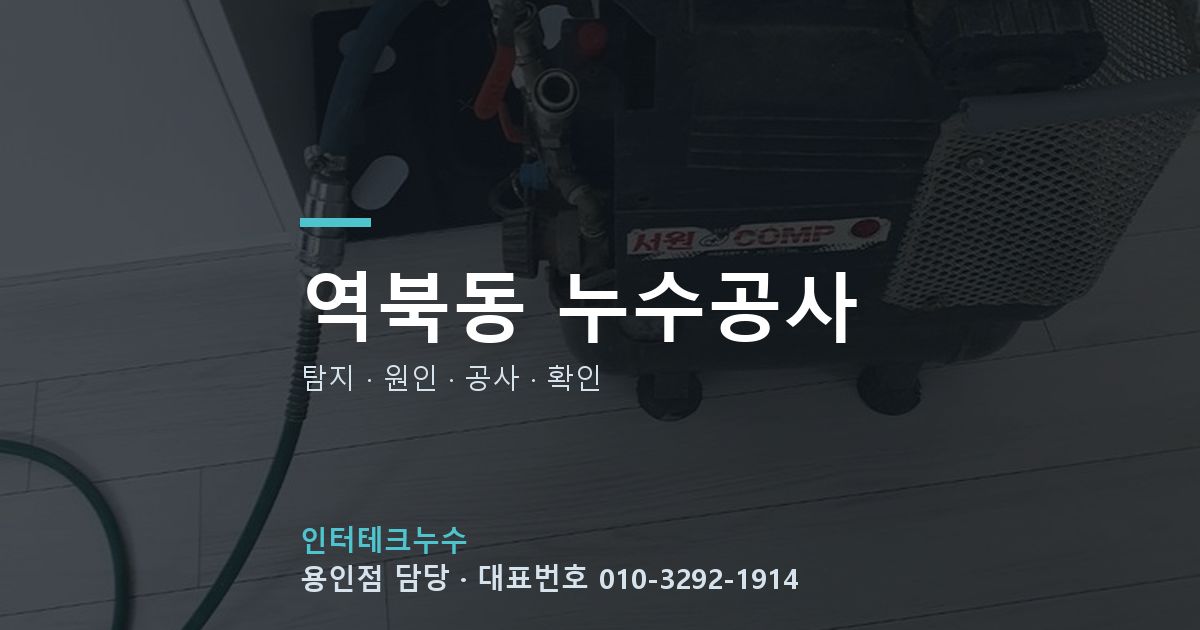 서원 COMP
역북동 누수공사
탐지 · 원인 · 공사 · 확인
인터테크누수
용인점 담당 · 대표번호 010-3292-1914